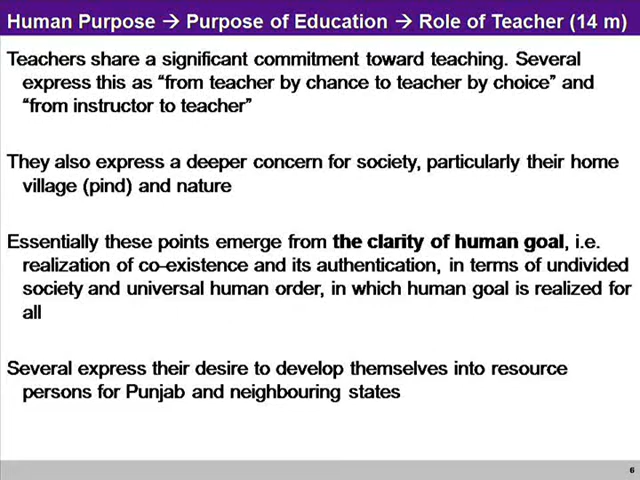 Human Purpose → Purpose of Education → Role of Teacher (14 m)
Teachers share a significant commitment toward teaching. Several
express this as “from teacher by chance to teacher by choice” and
“from instructor to teacher”
They also express a deeper concern for society, particularly their home
village (pind) and nature
Essentially these points emerge from the clarity of human goal, i.e.
realization of co-existence and its authentication, in terms of undivided
society and universal human order, in which human goal is realized for
all
Several express their desire to develop themselves into resource
persons for Punjab and neighbouring states
6